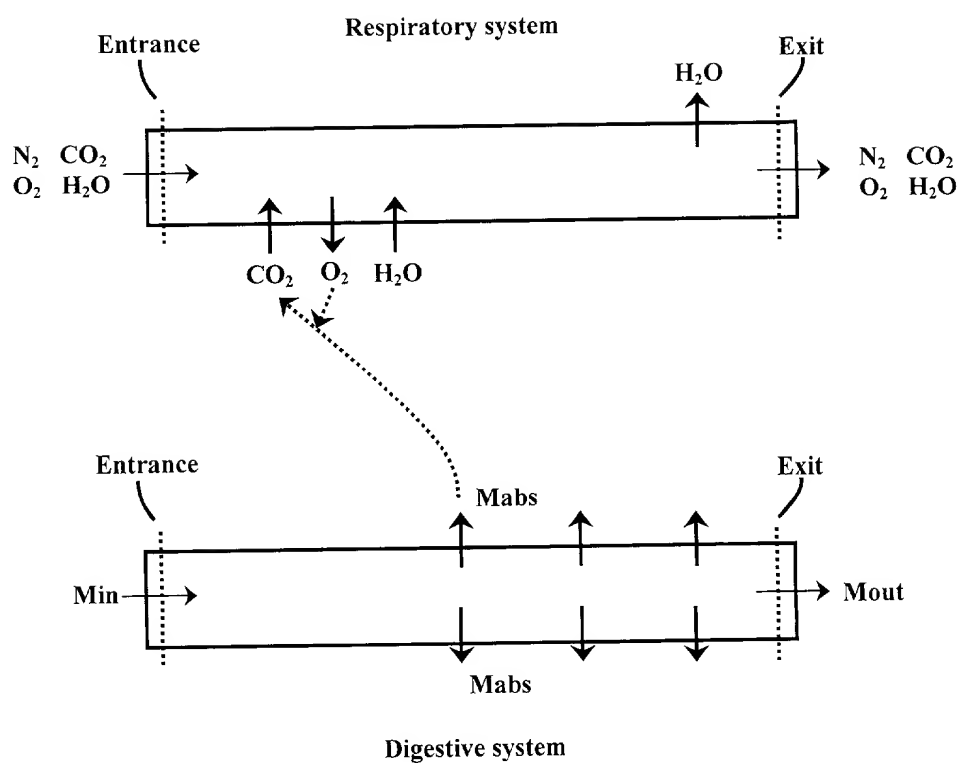 Respiratory system
Entrance
Exit
H₂O
N₂ CO₂
O₂ H₂O
N₂ CO₂
O₂ H₂O
CO₂ O₂ H₂O
Entrance
Exit
Mabs
Min
Mout
Mabs
Digestive system